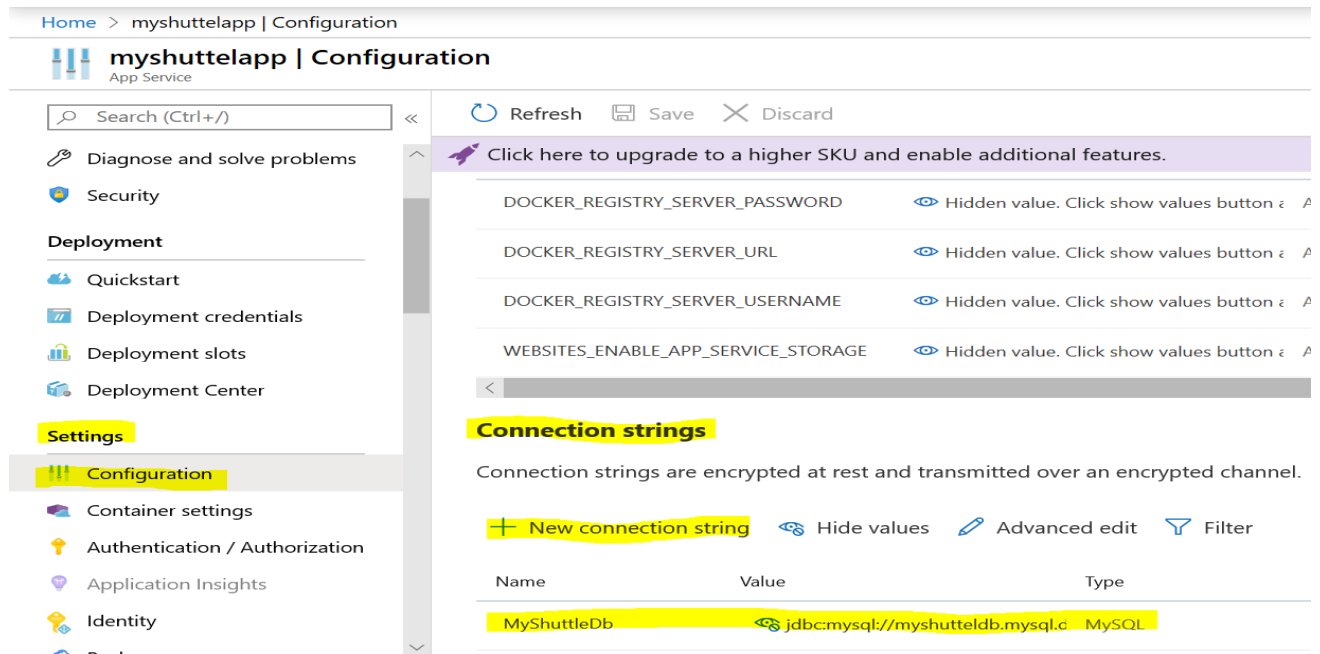 Home > myshuttelapp | Configuration
myshuttelapp | Configuration
App Service
Search (Ctrl+/)
«
Diagnose and solve problems
Security
Deployment
Quickstart
Deployment credentials
Deployment slots
Deployment Center
Settings
Configuration
Container settings
Authentication / Authorization
Application Insights
Identity
Refresh Save Discard
Click here to upgrade to a higher SKU and enable additional features.
DOCKER_REGISTRY_SERVER_PASSWORD Hidden value. Click show values button
DOCKER_REGISTRY_SERVER_URL Hidden value. Click show values button
DOCKER_REGISTRY_SERVER_USERNAME Hidden value. Click show values button
WEBSITES_ENABLE_APP_SERVICE_STORAGE Hidden value. Click show values button
Connection strings
Connection strings are encrypted at rest and transmitted over an encrypted channel.
+ New connection string Hide values Advanced edit Filter
Name Value Type
MyShuttleDb jdbc:mysql://myshutteldb.mysql.d MySQL